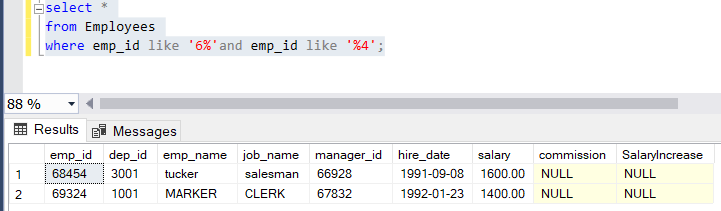 select *
from Employees
where emp_id like '6%'and emp_id like '%4';
88 %
Results Messages
emp_id dep_id emp_name job_name manager_id hire_date salary commission SalaryIncrease
1 68454 3001 tucker salesman 66928 1991-09-08 1600.00 NULL NULL
2 69324 1001 MARKER CLERK 67832 1992-01-23 1400.00 NULL NULL